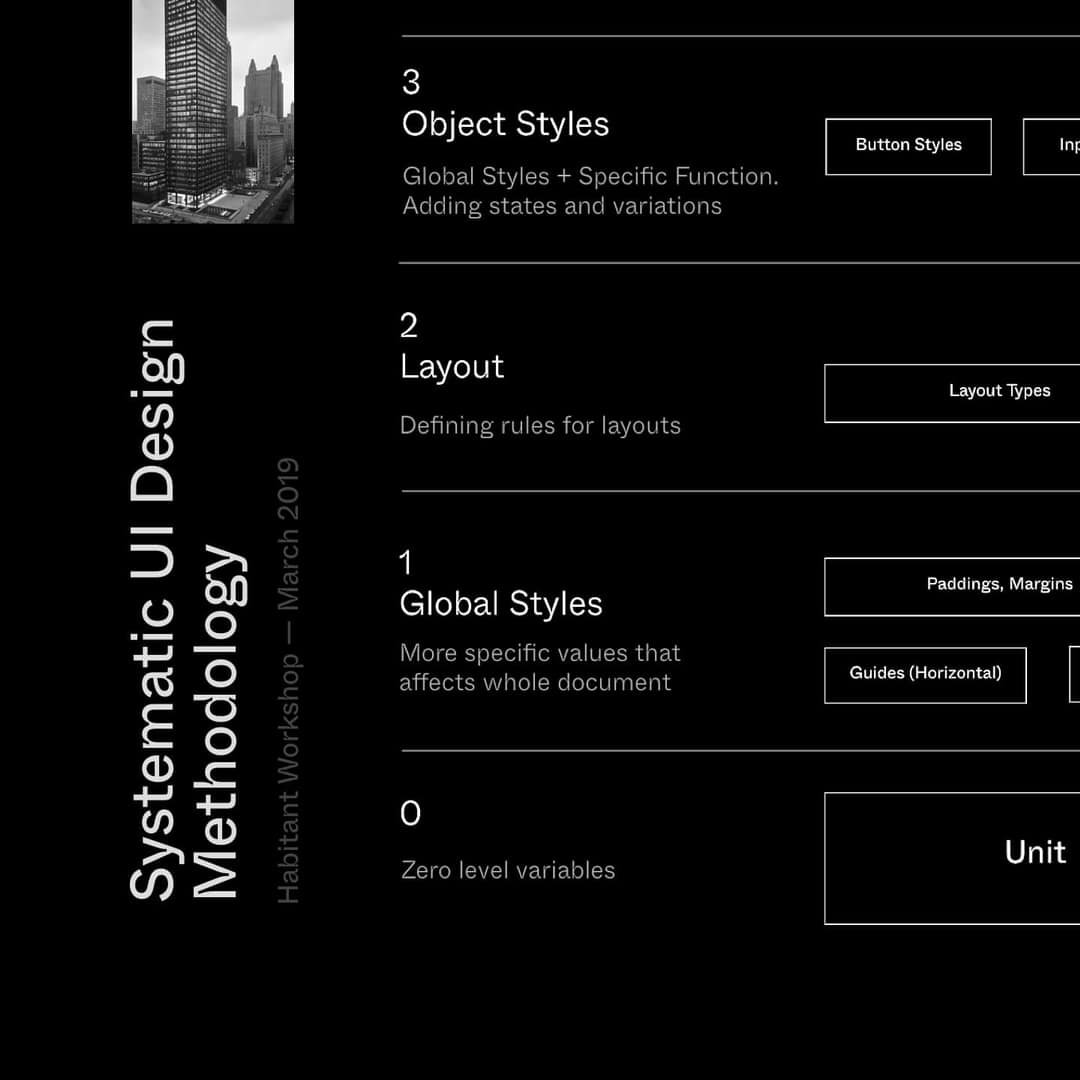 Systematic UI Design
Methodology
Habitant Workshop — March 2019
3
Object Styles
Global Styles + Specific Function.
Adding states and variations
Button Styles
2
Layout
Defining rules for layouts
Layout Types
1
Global Styles
More specific values that
affects whole document
Paddings, Margins
Guides (Horizontal)
0
Zero level variables
Unit